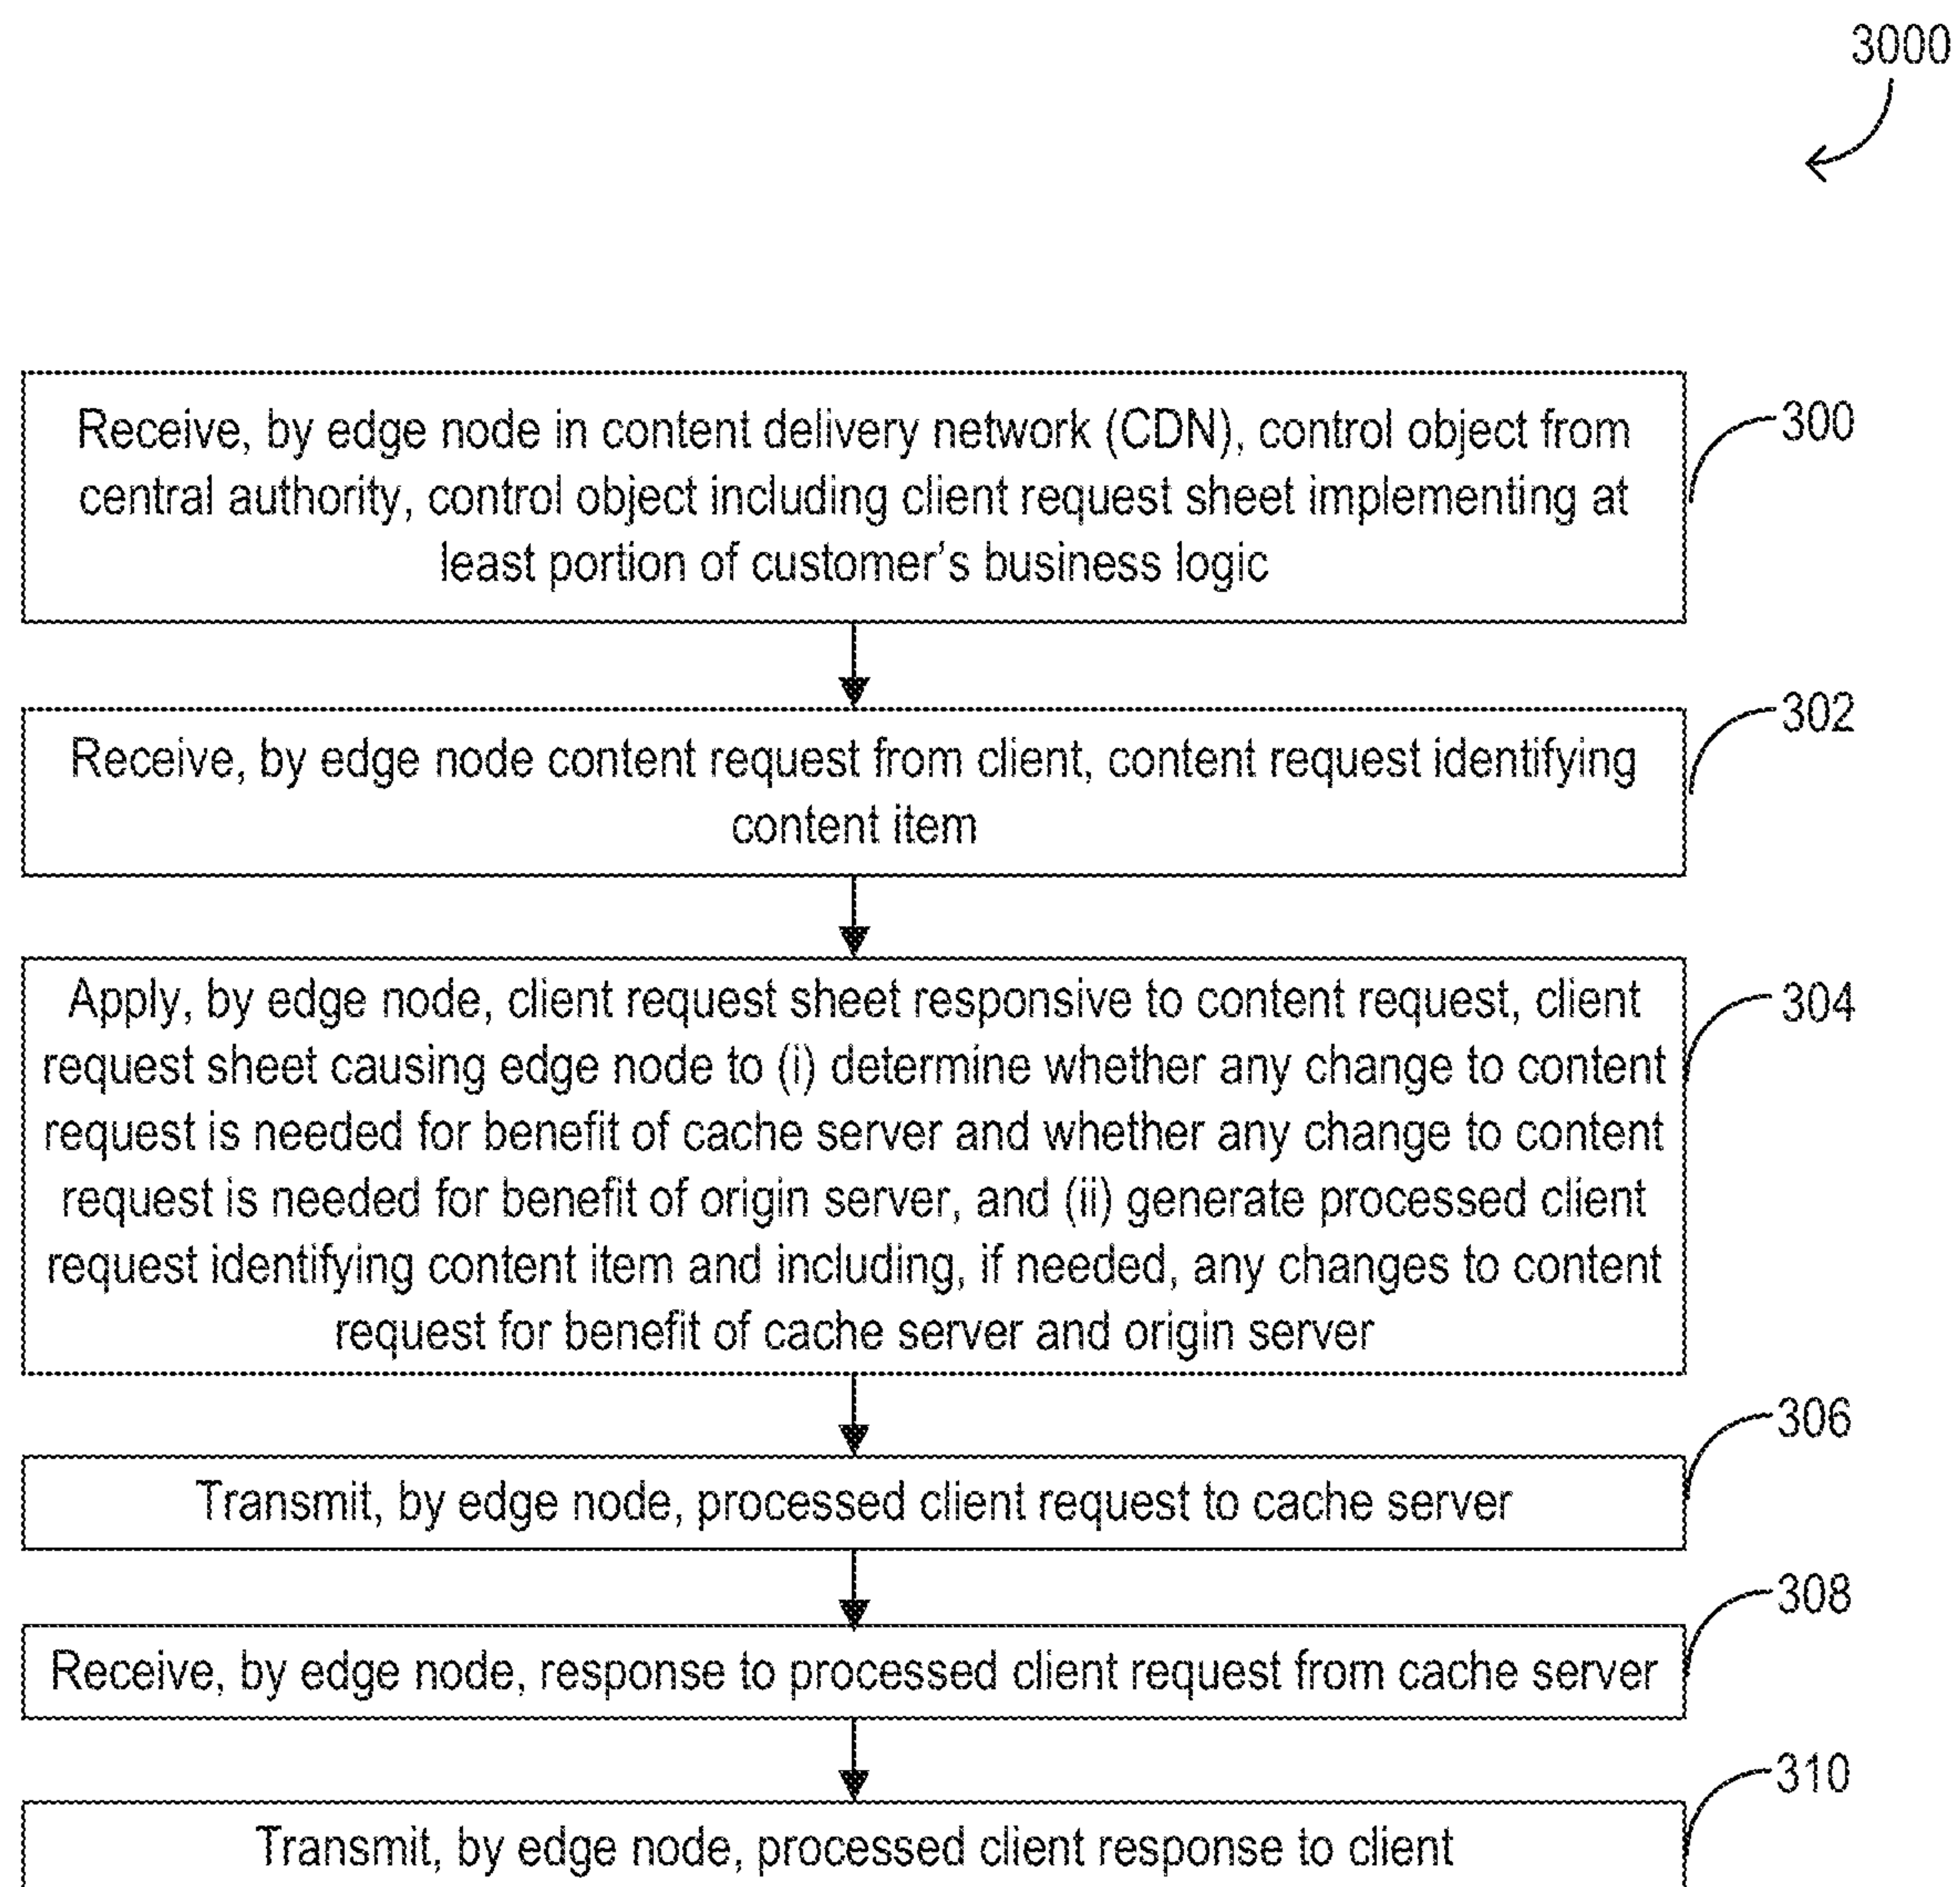 3000
Receive, by edge node in content delivery network (CDN), control object from
central authority, control object including client request sheet implementing at
least portion of customer's business logic
300
Receive, by edge node content request from client, content request identifying
content item
302
Apply, by edge node, client request sheet responsive to content request, client
request sheet causing edge node to (i) determine whether any change to content
request is needed for benefit of cache server and whether any change to content
request is needed for benefit of origin server, and (ii) generate processed client
request identifying content item and including, if needed, any changes to content
request for benefit of cache server and origin server
304
Transmit, by edge node, processed client request to cache server
306
Receive, by edge node, response to processed client request from cache server
308
Transmit, by edge node, processed client response to client
310